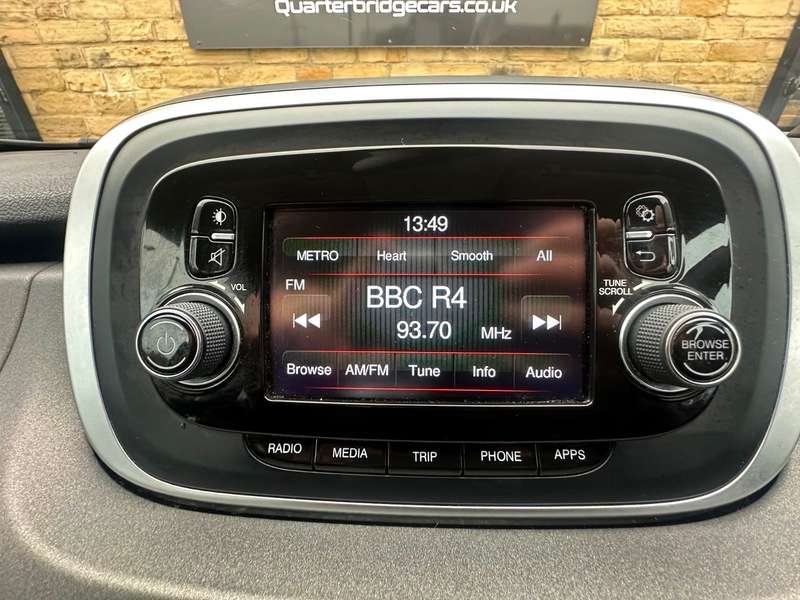 Quarterbridgecars.co.uk
13:49
METRO Heart Smooth All
FM
BBC R4
93.70 MHz
Browse AM/FM Tune Info Audio
VOL
TUNE
SCROLL
BROWSE
ENTER
RADIO MEDIA TRIP PHONE APPS